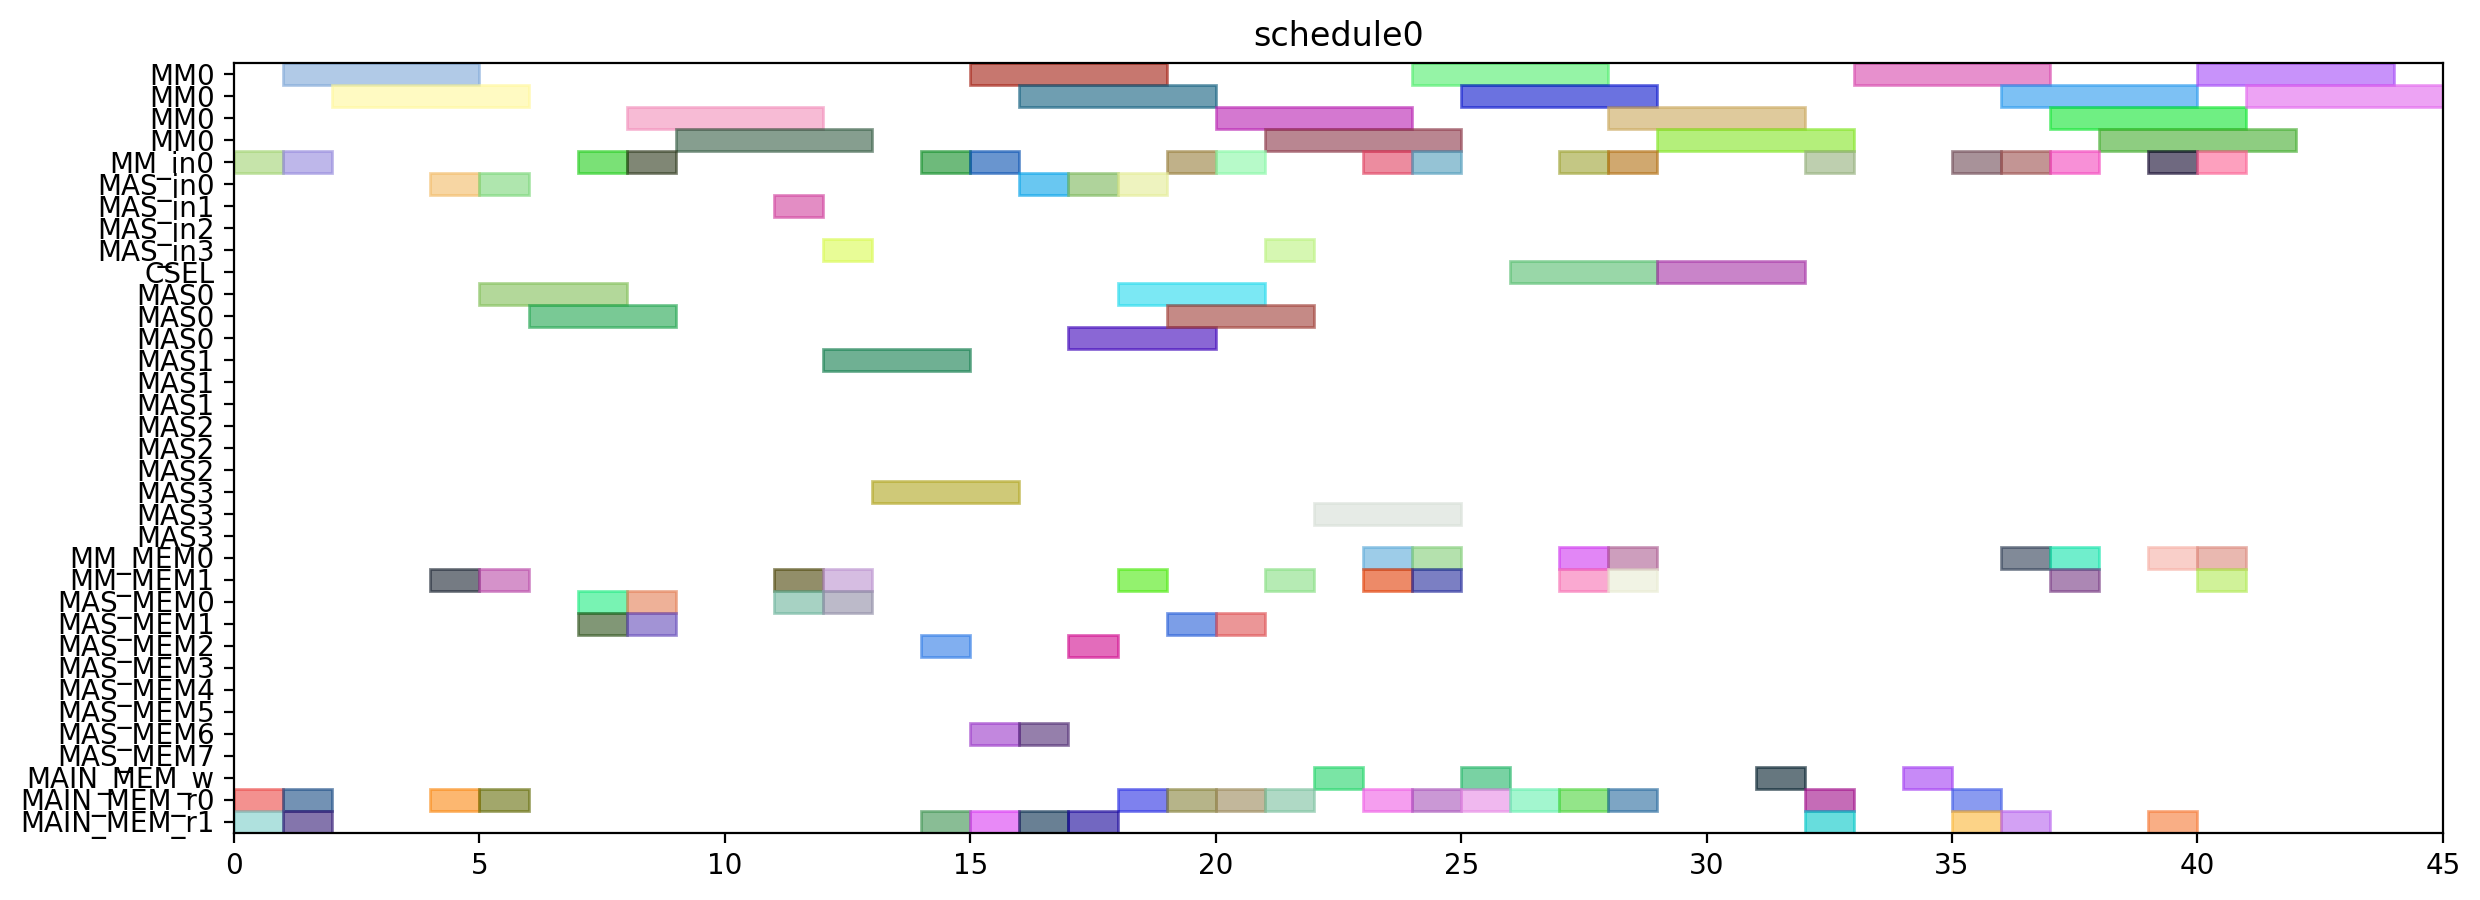 schedule0
MM0
MM0
MM0
MM0
MM_in0
MAS_in0
MAS_in1
MAS_in2
MAS_in3
CSEL
MAS0
MAS0
MAS0
MAS1
MAS1
MAS1
MAS2
MAS2
MAS2
MAS3
MAS3
MAS3
MM_MEM0
MM_MEM1
MAS_MEM0
MAS_MEM1
MAS_MEM2
MAS_MEM3
MAS_MEM4
MAS_MEM5
MAS_MEM6
MAS_MEM7
MAIN_MEM_w
MAIN_MEM_r0
MAIN_MEM_r1
0 5 10 15 20 25 30 35 40 45